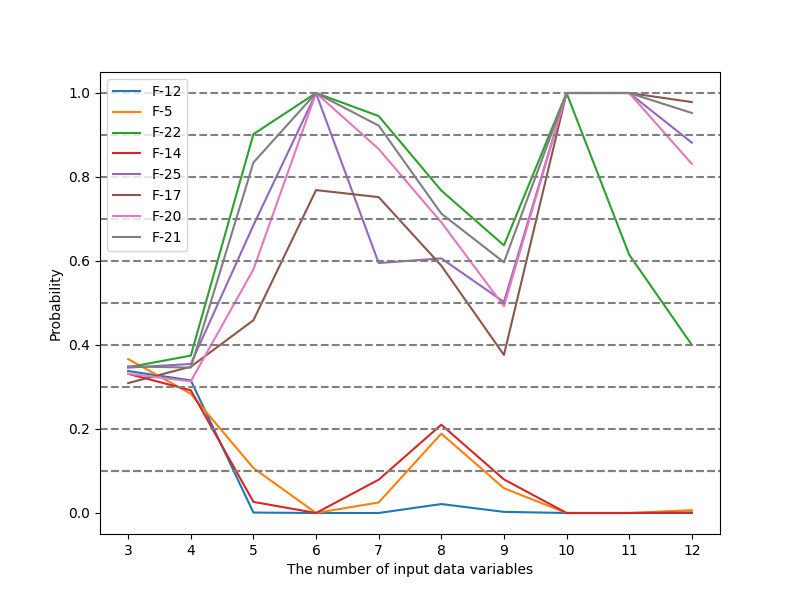 1.0
0.8
0.6
0.4
0.2
0.0
Probability
F-12
F-5
F-22
F-14
F-25
F-17
F-20
F-21
3 4 5 6 7 8 9 10 11 12
The number of input data variables